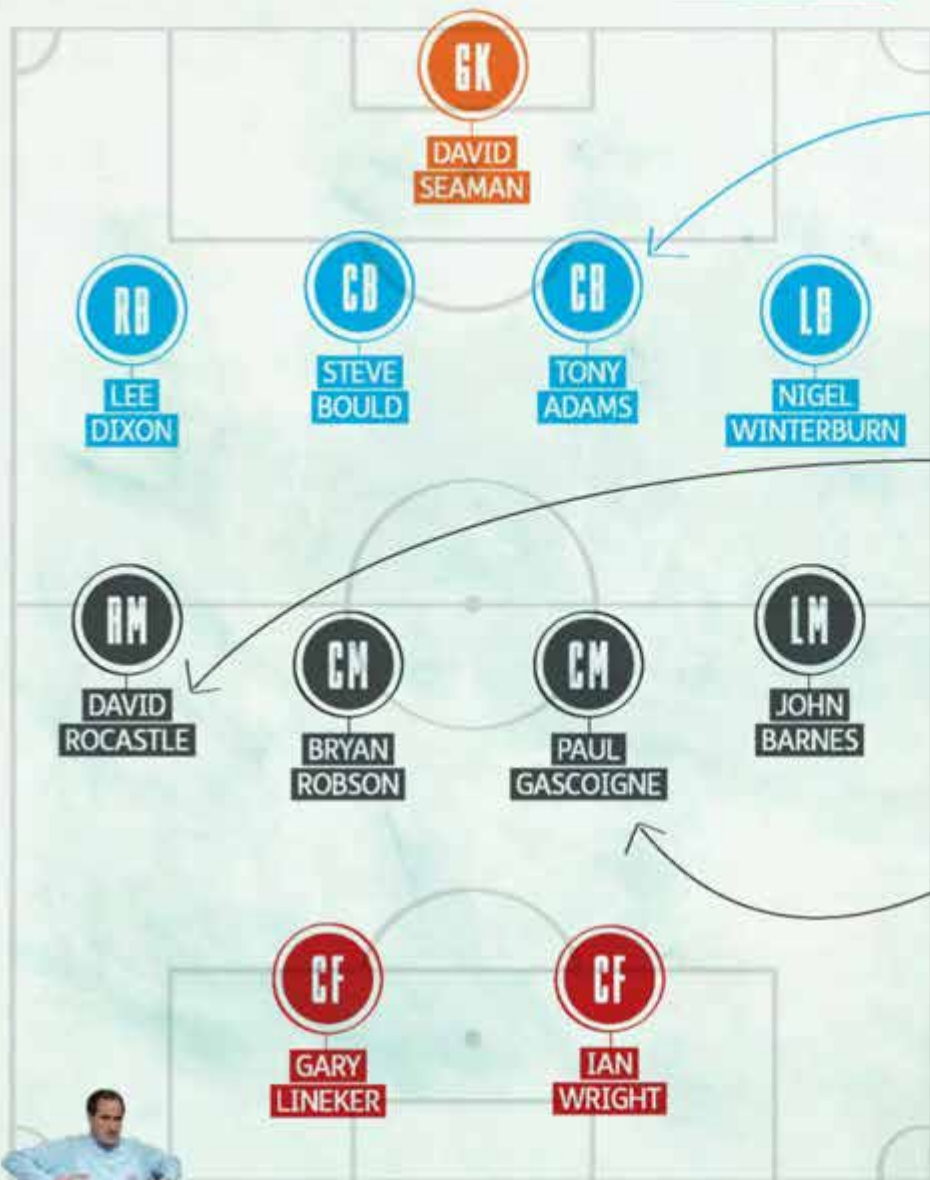 GK
DAVID
SEAMAN
RB
LEE
DIXON
CB
STEVE
BOULD
CB
TONY
ADAMS
LB
NIGEL
WINTERBURN
RM
DAVID
ROCASTLE
CM
BRYAN
ROBSON
CM
PAUL
GASCOIGNE
LM
JOHN
BARNES
CF
GARY
LINEKER
CF
IAN
WRIGHT